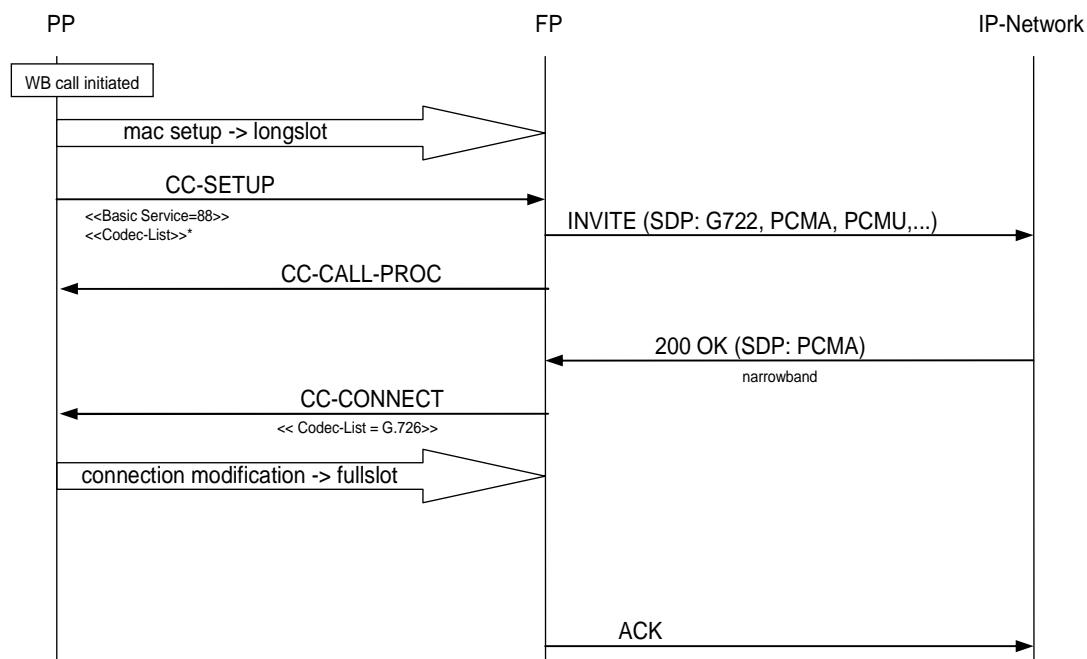 PP
FP
IP-Network
WB call initiated
mac setup -> longslot
CC-SETUP
<<Basic Service=88>>
<<Codec-List>>*
INVITE (SDP: G722, PCMA, PCMU,...)
CC-CALL-PROC
200 OK (SDP: PCMA)
narrowband
CC-CONNECT
<< Codec-List = G.726>>
connection modification -> fullslot
ACK